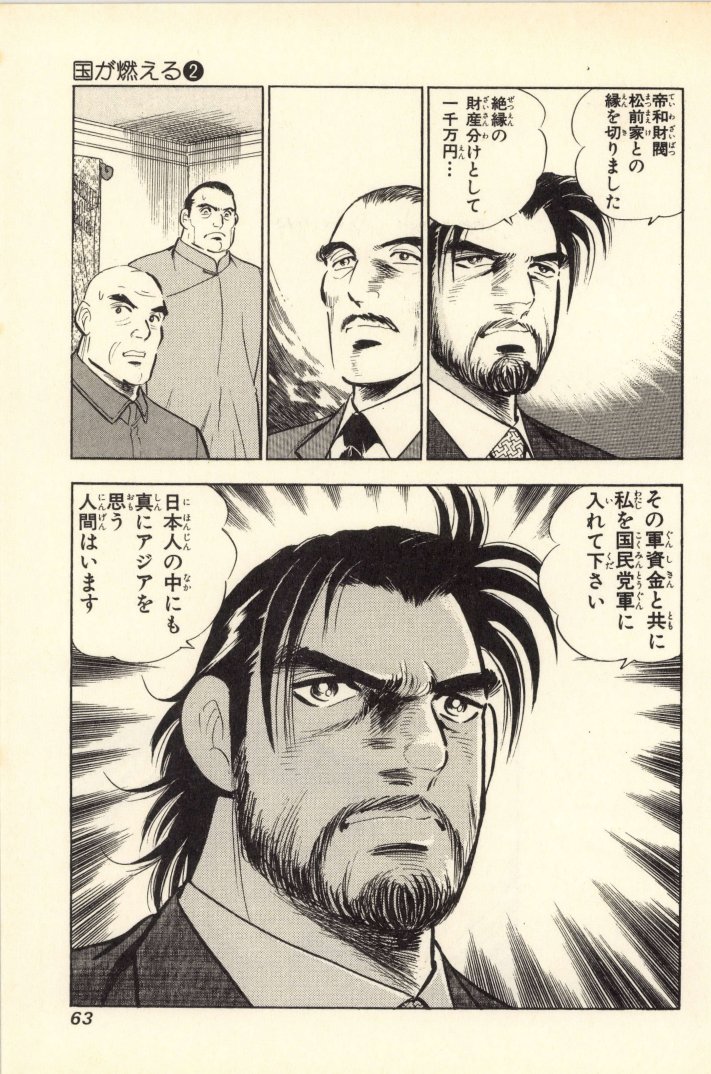 国が燃える❷
帝和財閥
松前家との
縁を切りました
絶縁の
財産分けとして
一千万円…
その軍資金と共に
私を国民党軍に
入れて下さい
日本人の中にも
真にアジアを
思う
人間はいます
63